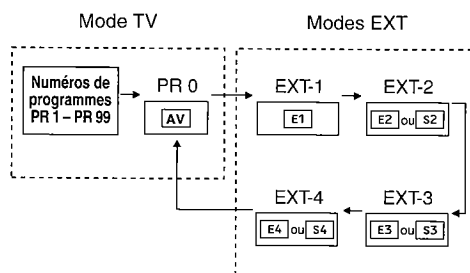 Mode TV
Modes EXT
Numéros de
programmes
PR 1 – PR 99
PR 0
AV
EXT-1
E1
EXT-2
E2 ou S2
EXT-4
E4 ou S4
EXT-3
E3 ou S3